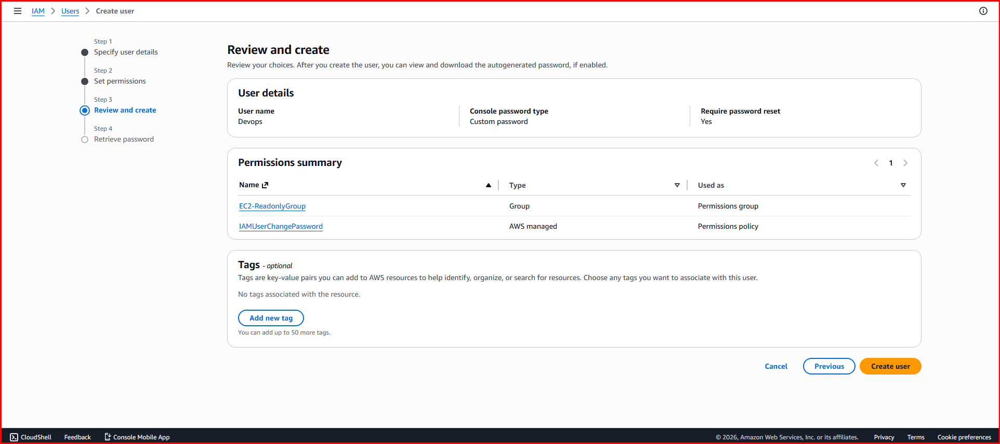 IAM > Users > Create user
Step 1
Specify user details
Step 2
Set permissions
Step 3
Review and create
Step 4
Retrieve password
Review and create
Review your choices. After you create the user, you can view and download the autogenerated password, if enabled.
User details
User name
Devops
Console password type
Custom password
Require password reset
Yes
Permissions summary
1
Name Type Used as
EC2-ReadonlyGroup Group Permissions group
IAMUserChangePassword AWS managed Permissions policy
Tags - optional
Tags are key-value pairs you can add to AWS resources to help identify, organize, or search for resources. Choose any tags you want to associate with this user.
No tags associated with the resource.
Add new tag
You can add up to 50 more tags.
Cancel Previous Create user
CloudShell Feedback Console Mobile App © 2026, Amazon Web Services, Inc. or its affiliates. Privacy Terms Cookie preferences